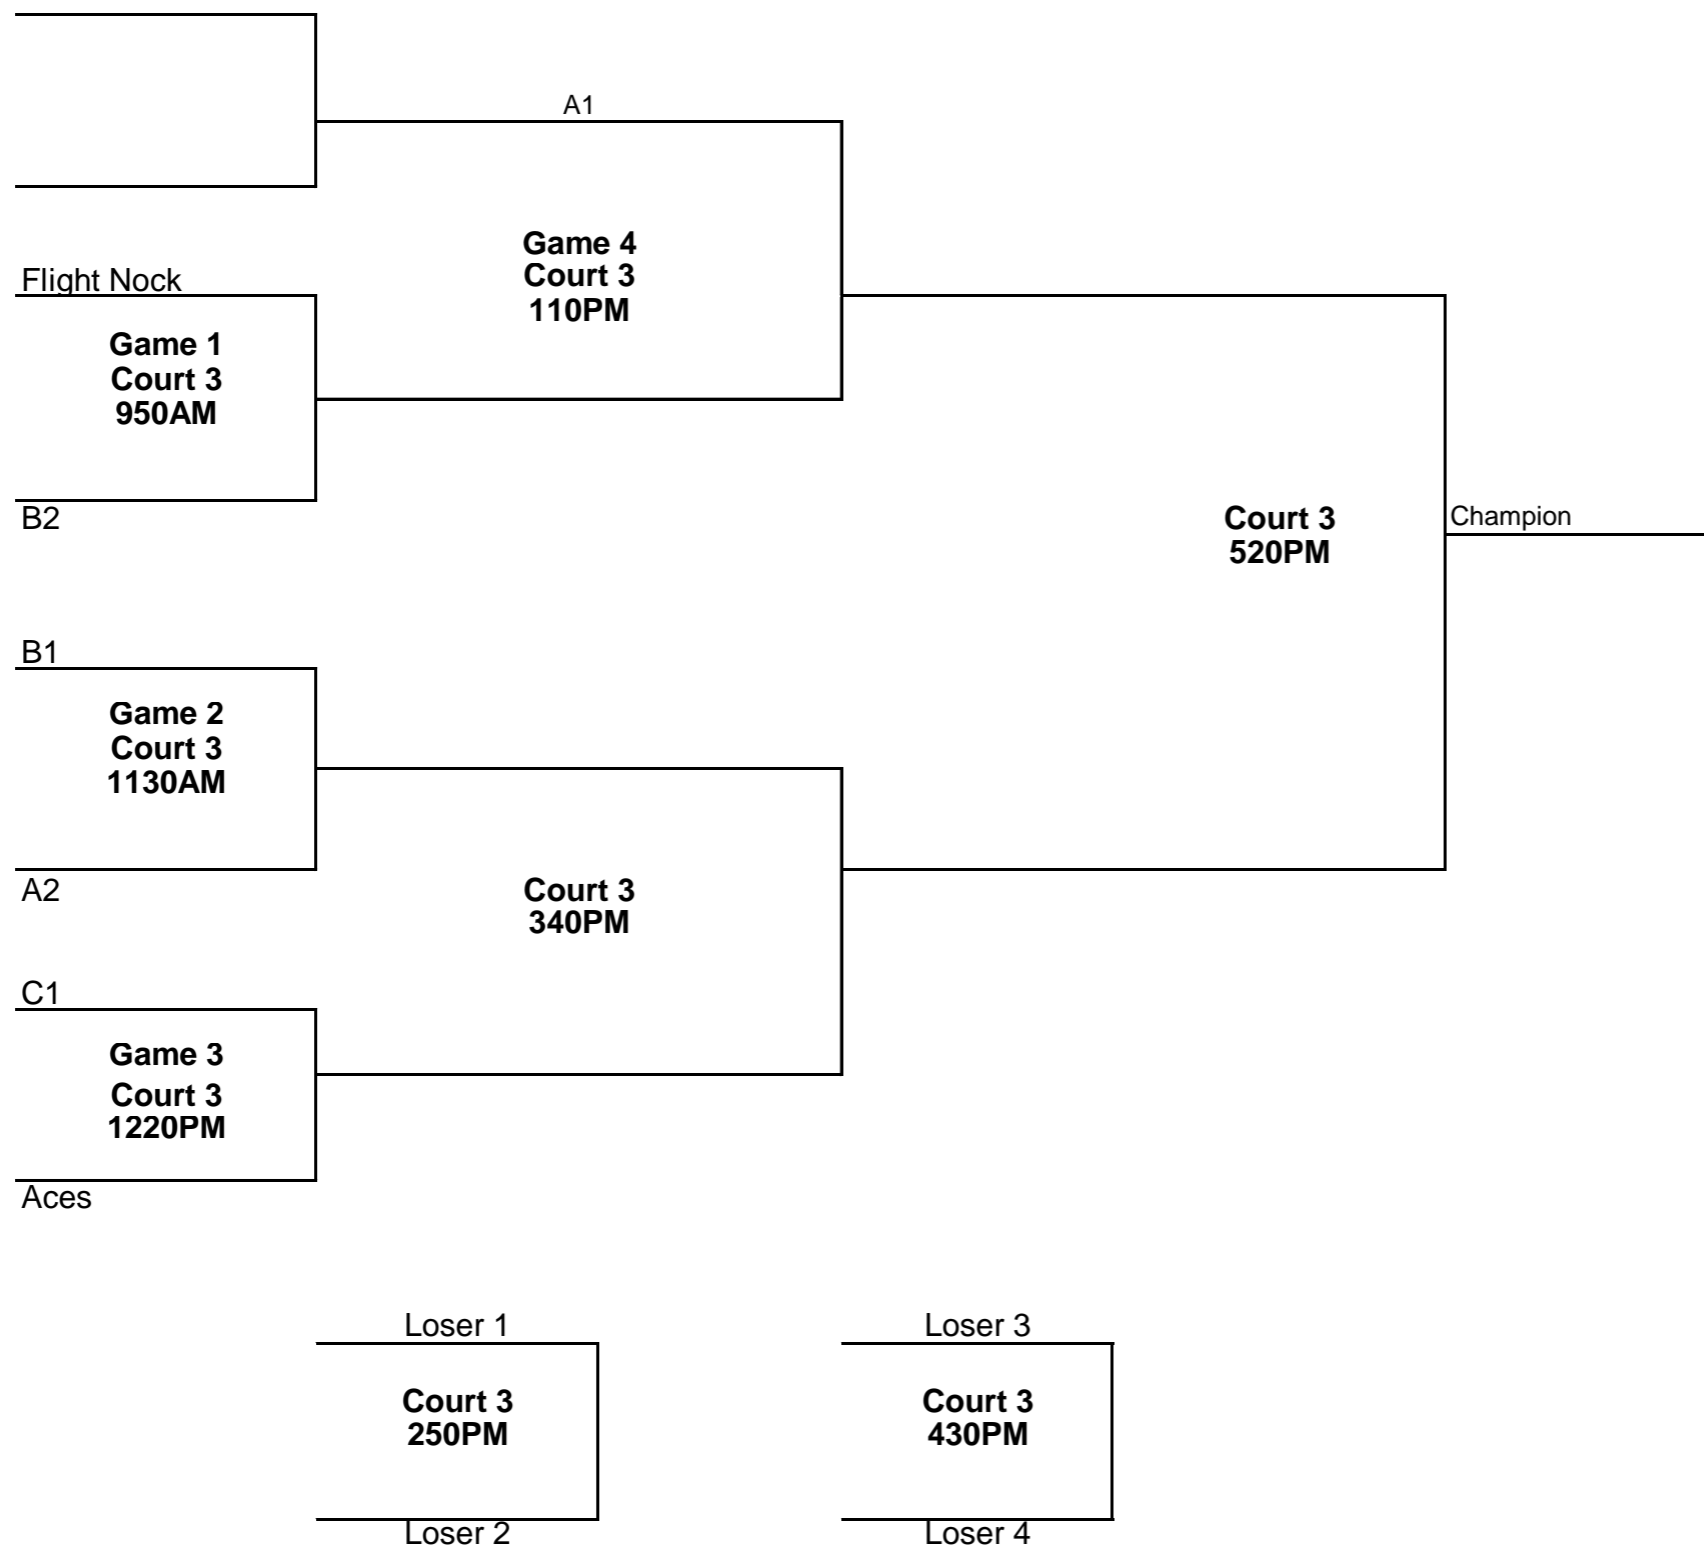 A1
Game 4
Court 3
110PM
Flight Nock
Game 1
Court 3
950AM
B2
Court 3
520PM
Champion
B1
Game 2
Court 3
1130AM
A2
Court 3
340PM
C1
Game 3
Court 3
1220PM
Aces
Loser 1
Court 3
250PM
Loser 2
Loser 3
Court 3
430PM
Loser 4